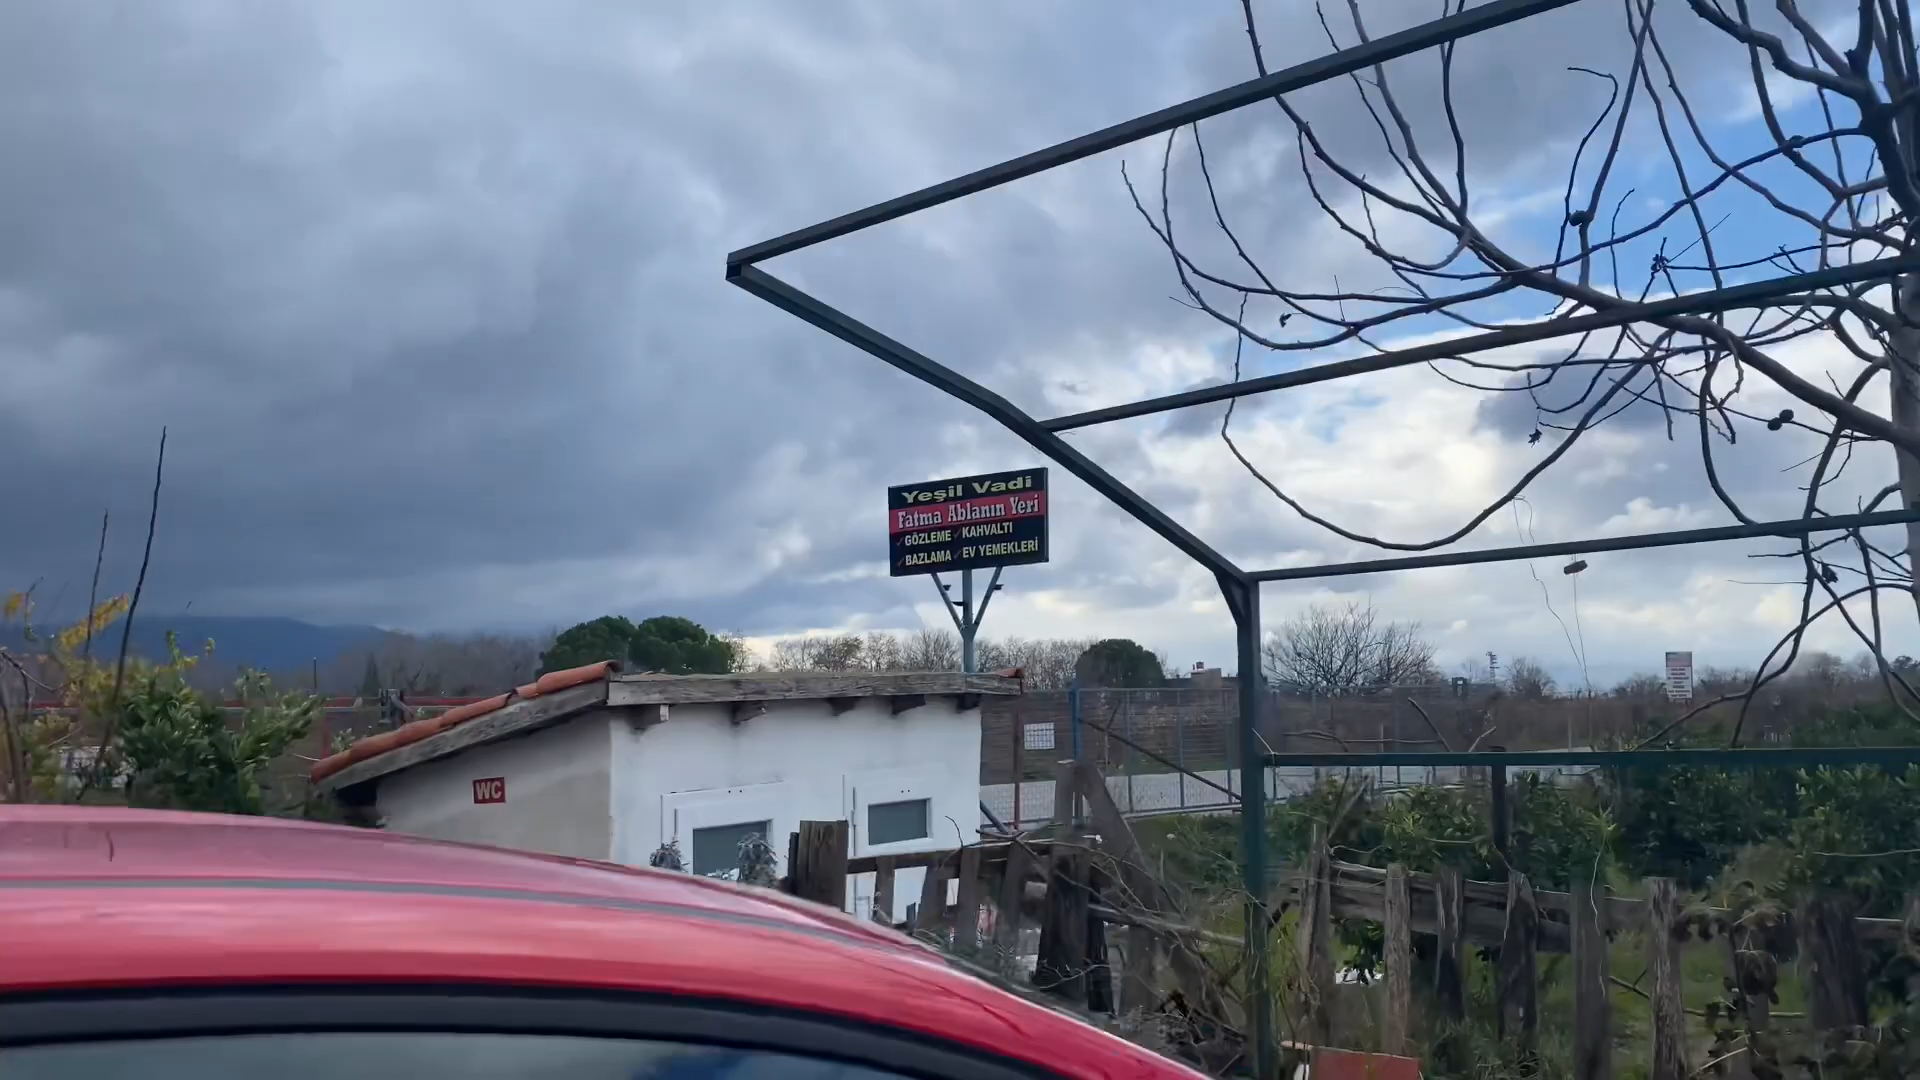 Yeşil Vadi
Fatma Ablanın Yeri
✓GÖZLEME ✓KAHVALTI
✓BAZLAMA ✓EV YEMEKLERİ
WC